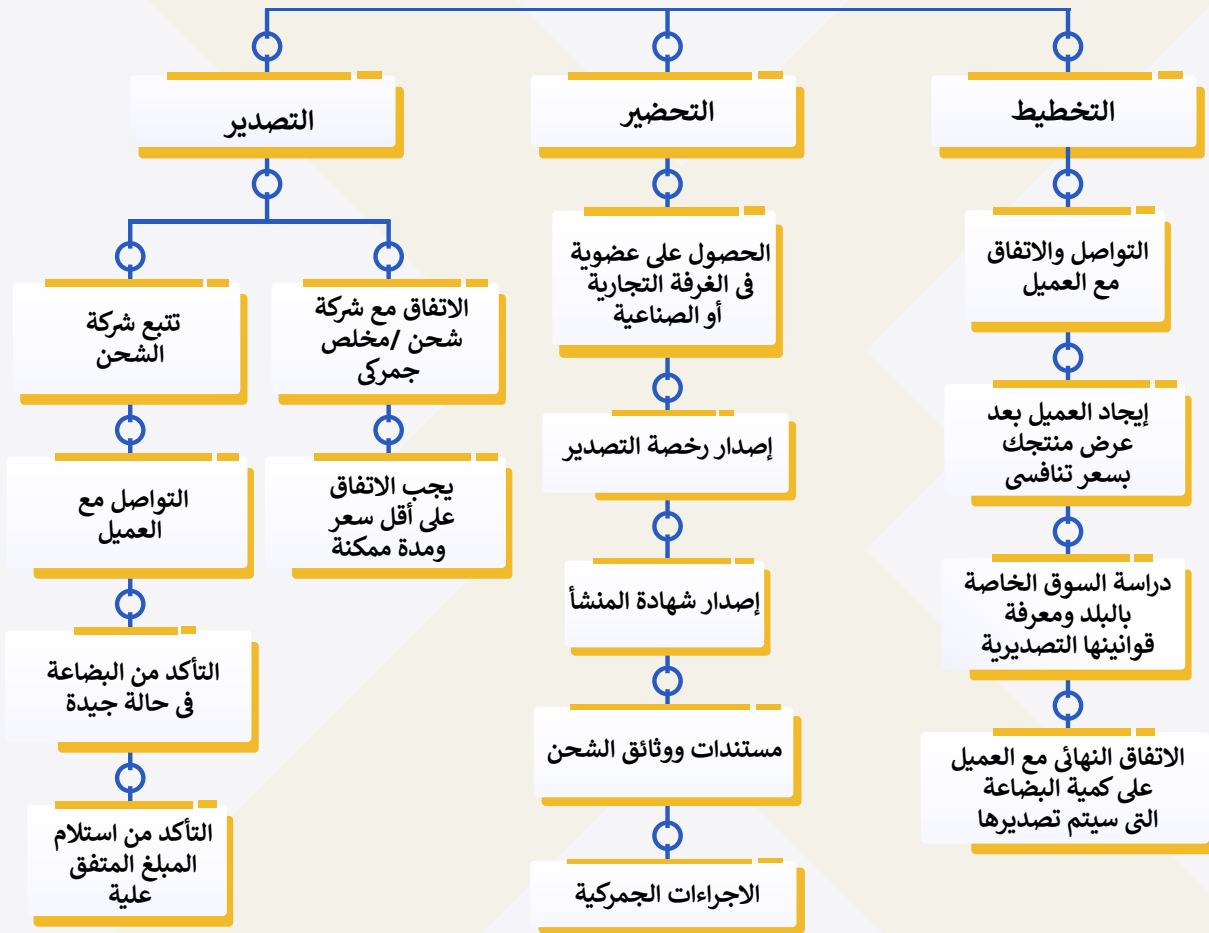 التخطيط
التواصل والاتفاق
مع العميل
إيجاد العميل بعد
عرض منتجك
بسعر تنافسى
دراسة السوق الخاصة
بالبلد ومعرفة
قوانينها التصديرية
الاتفاق النهائى مع العميل
على كمية البضاعة
التى سيتم تصديرها
التحضير
الحصول على عضوية
فى الغرفة التجارية
أو الصناعية
إصدار رخصة التصدير
إصدار شهادة المنشأ
مستندات ووثائق الشحن
الاجراءات الجمركية
التصدير
الاتفاق مع شركة
شحن /مخلص
جمركى
يجب الاتفاق
على أقل سعر
ومدة ممكنة
تتبع شركة
الشحن
التواصل مع
العميل
التأكد من البضاعة
فى حالة جيدة
التأكد من استلام
المبلغ المتفق
علية